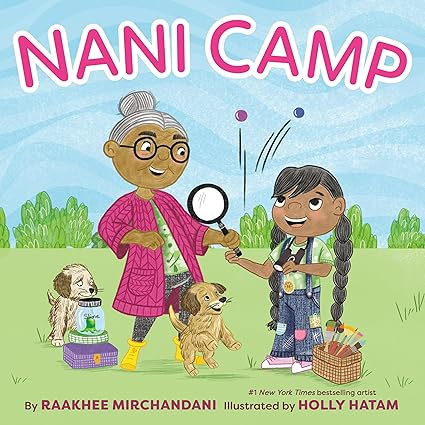 NANI CAMP
#1 New York Times bestselling artist
By RAAKHEE MIRCHANDANI Illustrated by HOLLY HATAM